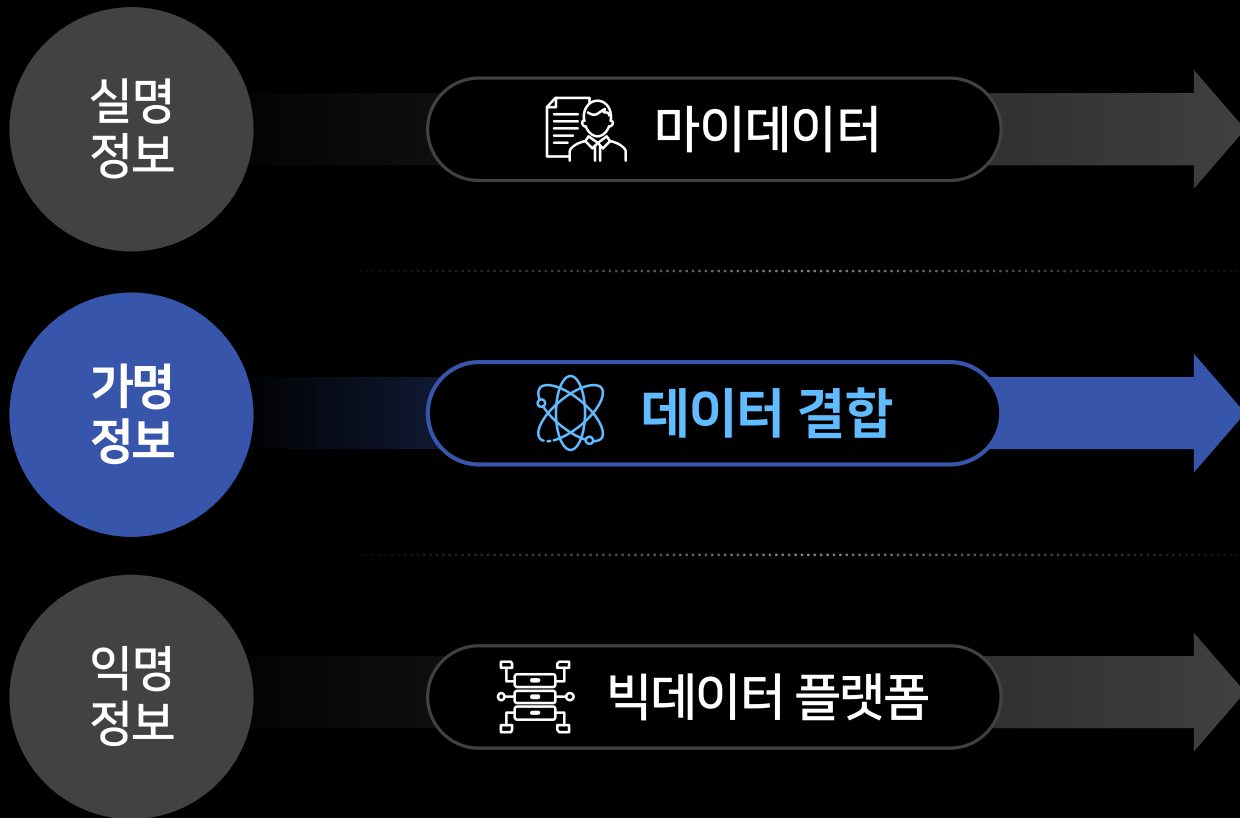 실명
정보
마이데이터
가명
정보
데이터 결합
익명
정보
빅데이터 플랫폼